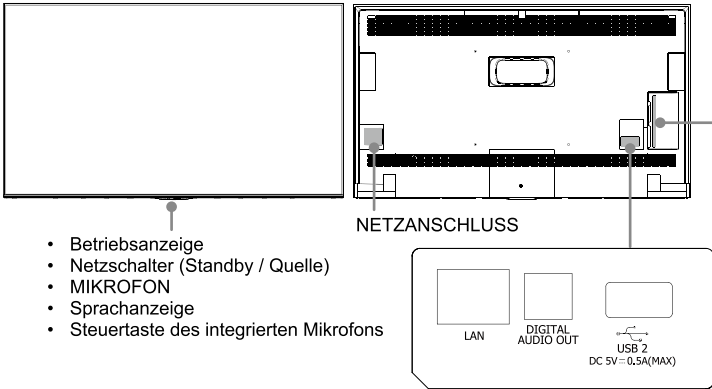 NETZANSCHLUSS
• Betriebsanzeige
• Netzschalter (Standby / Quelle)
• MIKROFON
• Sprachanzeige
• Steuertaste des integrierten Mikrofons
LAN
DIGITAL
AUDIO OUT
USB 2
DC 5V⎓0.5A(MAX)